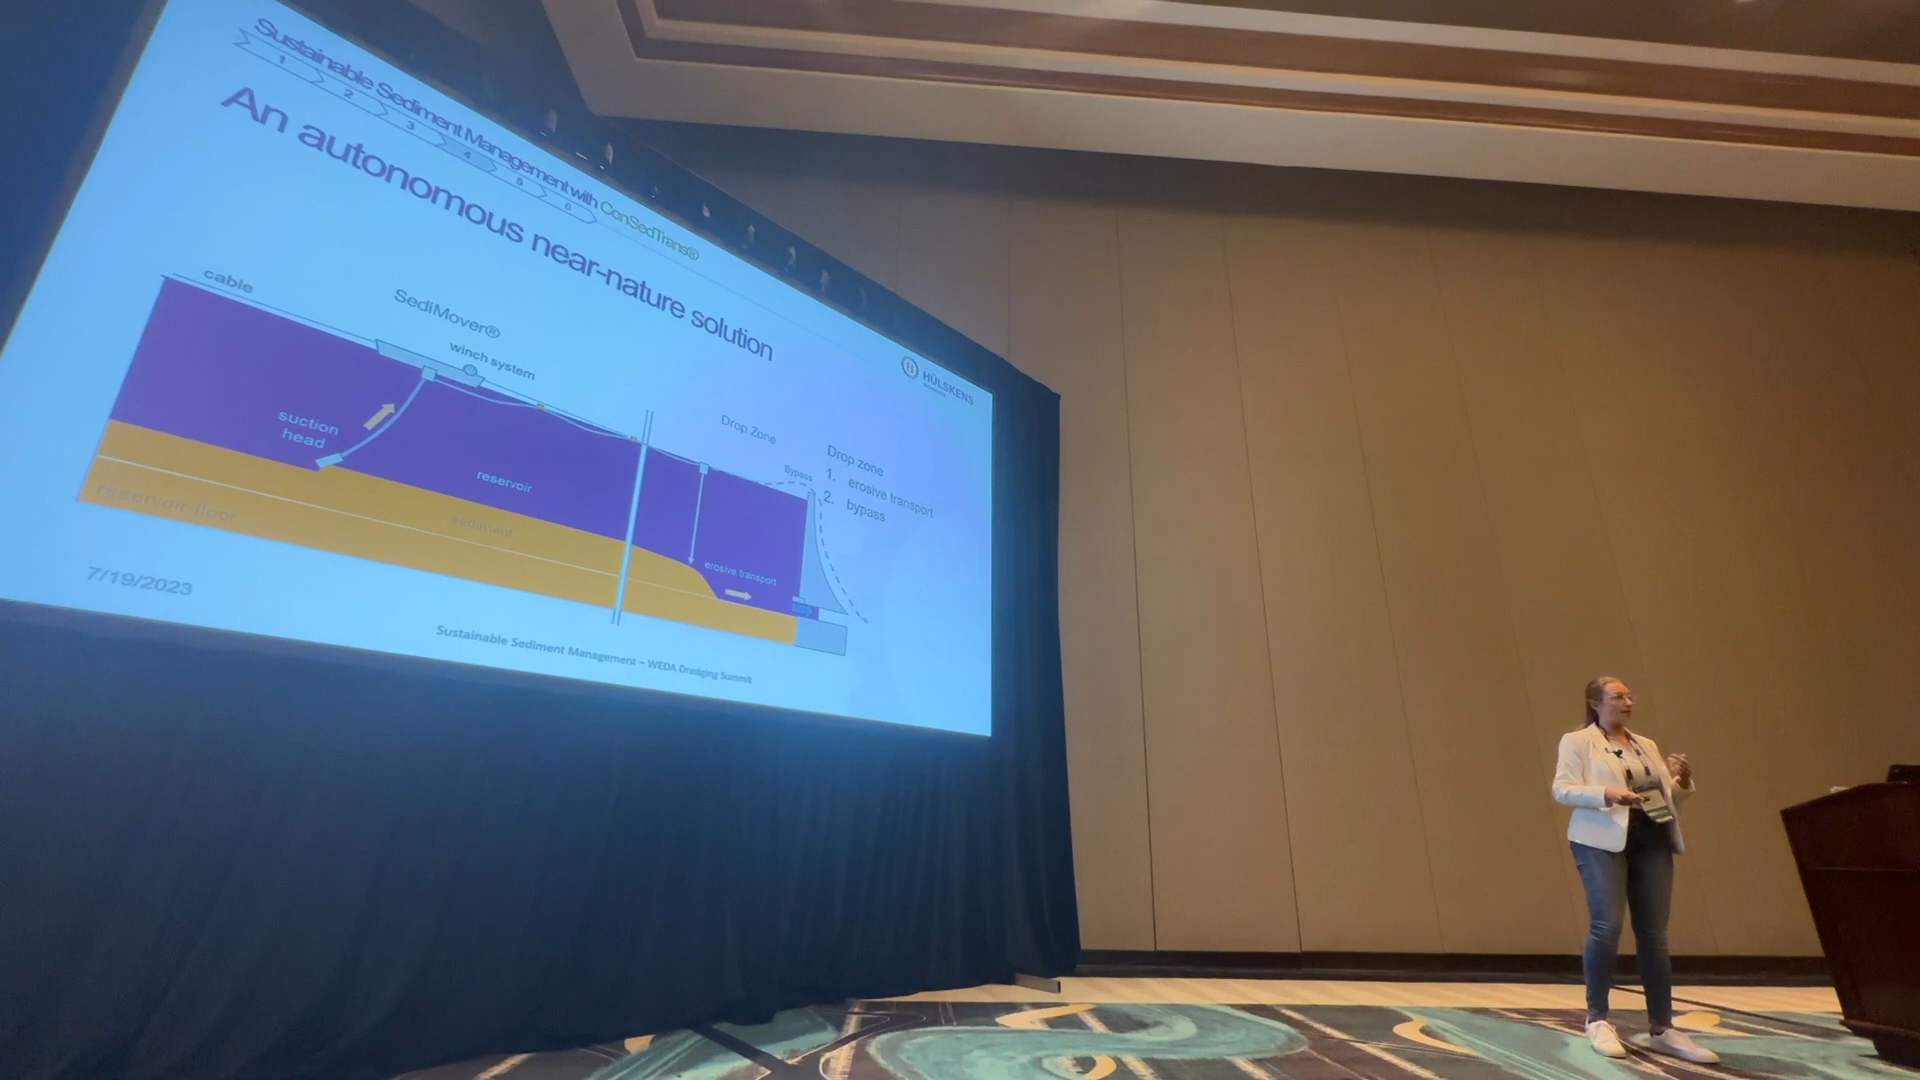 Sustainable Sediment Management with ConSedTrans®
1
2
3
4
5
6
An autonomous near-nature solution
HÜLSKENS
cable
SediMover®
winch system
suction
head
reservoir
sediment
reservoir floor
Drop Zone
Bypass
erosive transport
Drop zone
1. erosive transport
2. bypass
7/19/2023
Sustainable Sediment Management – WEDA Dredging Summit